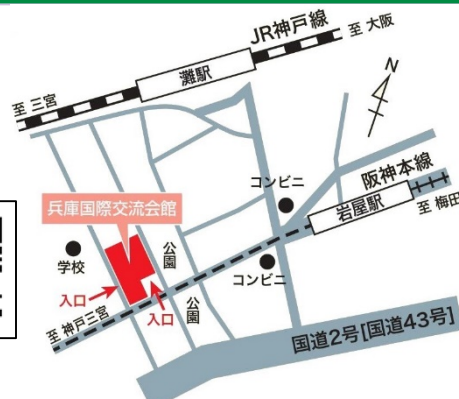 JR神戸線
至 大阪
灘駅
至 三宮
N
阪神本線
コンビニ
岩屋駅
至 梅田
兵庫国際交流会館
学校
公園
コンビニ
入口
入口
公園
至 神戸三宮
国道2号[国道43号]